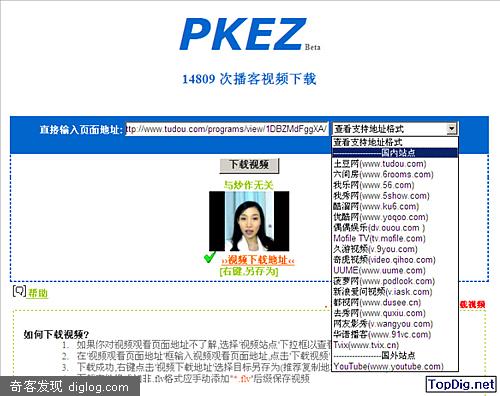 PKEZ Beta
14809 次播客视频下载
直接输入页面地址: ttp://www.tudou.com/programs/view/1DBZMdFggXA/ 查看支持地址格式
查看支持地址格式
----------------国内站点
土豆网(www.tudou.com)
六间房(www.6rooms.com)
我乐网(www.56.com)
我秀网(www.5show.com)
酷溜网(www.ku6.com)
优酷网(www.yoqoo.com)
偶偶娱乐(dv.ouou.com)
Mofile TV(tv.mofile.com)
久游视频(v.9you.com)
奇虎视频(video.qihoo.com)
UUME(www.uume.com)
菠萝网(www.podlook.com)
新浪爱问视频(v.iask.com)
都视网(www.dusee.cn)
去秀网(www.quxiu.com)
网友影秀(v.wangyou.com)
华语播客(www.91vc.com)
Tvix(www.tvix.cn)
----------------国外站点
YouTube(www.youtube.com)
下载视频
与炒作无关
››视频下载地址‹‹
[右键,另存为]
帮助
载视频
如何下载视频?
1. 如果你对视频观看页面地址不了解,选择'视频站点'下拉框以查看
2. 在'视频观看页面地址'框输入视频观看页面地址,点击'下载视频'
3. 下载成功,右键点击'视频下载地址'选择目标另存为(推荐复制地
格式应手动添加"*.flv"后缀保存视频
奇客发现 diglog.com
TopDig.net